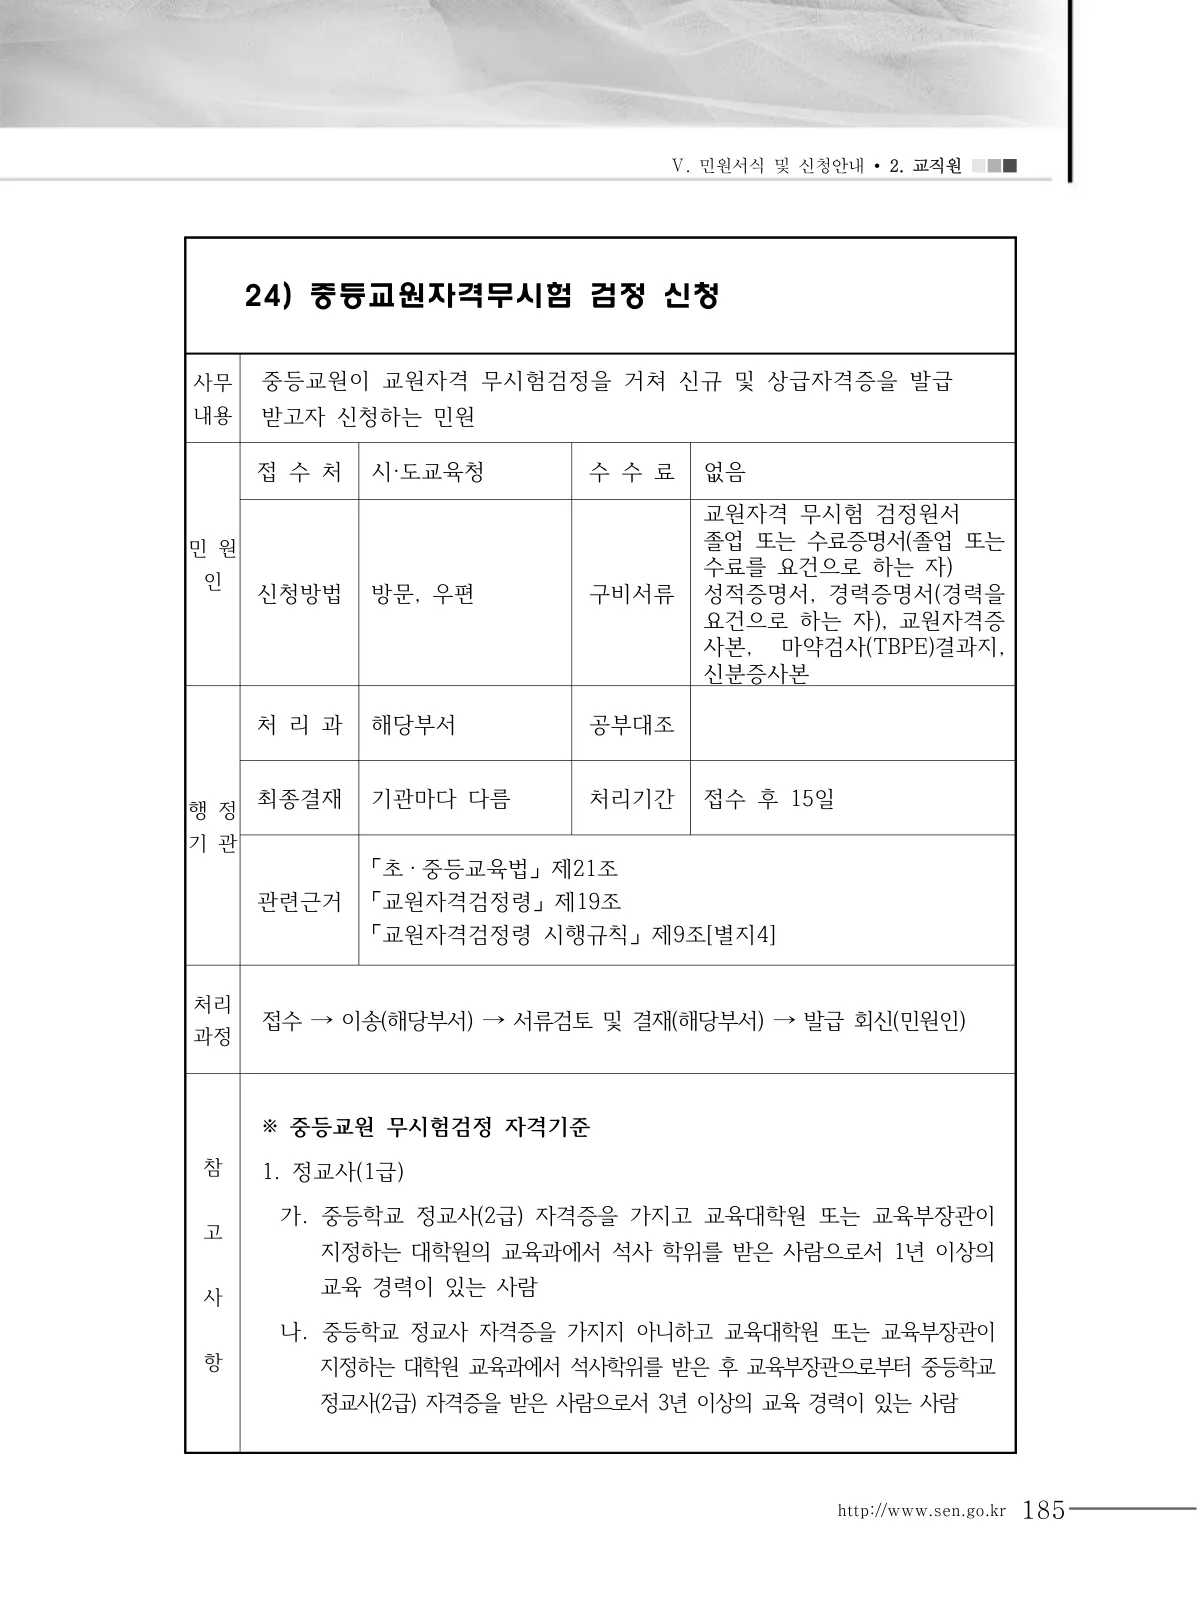 Ⅴ. 민원서식 및 신청안내 • 2. 교직원
24) 중등교원자격무시험 검정 신청
사무
내용
중등교원이 교원자격 무시험검정을 거쳐 신규 및 상급자격증을 발급
받고자 신청하는 민원
민 원
인
접 수 처
시·도교육청
수 수 료
없음
신청방법
방문, 우편
구비서류
교원자격 무시험 검정원서
졸업 또는 수료증명서(졸업 또는
수료를 요건으로 하는 자)
성적증명서, 경력증명서(경력을
요건으로 하는 자), 교원자격증
사본, 마약검사(TBPE)결과지,
신분증사본
행 정
기 관
처 리 과
해당부서
공부대조
최종결재
기관마다 다름
처리기간
접수 후 15일
관련근거
「초·중등교육법」제21조
「교원자격검정령」제19조
「교원자격검정령 시행규칙」제9조[별지4]
처리
과정
접수 → 이송(해당부서) → 서류검토 및 결재(해당부서) → 발급 회신(민원인)
참
고
사
항
※ 중등교원 무시험검정 자격기준
1. 정교사(1급)
가. 중등학교 정교사(2급) 자격증을 가지고 교육대학원 또는 교육부장관이
지정하는 대학원의 교육과에서 석사 학위를 받은 사람으로서 1년 이상의
교육 경력이 있는 사람
나. 중등학교 정교사 자격증을 가지지 아니하고 교육대학원 또는 교육부장관이
지정하는 대학원 교육과에서 석사학위를 받은 후 교육부장관으로부터 중등학교
정교사(2급) 자격증을 받은 사람으로서 3년 이상의 교육 경력이 있는 사람
http://www.sen.go.kr 185